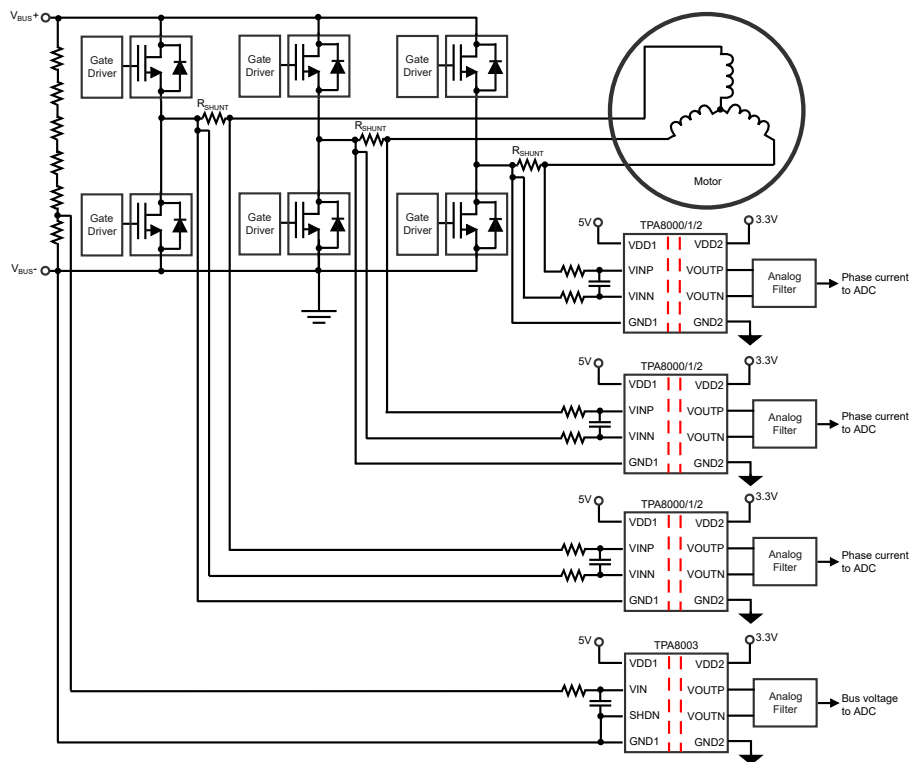 VBUS+
Gate
Driver
Gate
Driver
Gate
Driver
RSHUNT
RSHUNT
RSHUNT
Motor
Gate
Driver
Gate
Driver
Gate
Driver
VBUS-
5V
TPA8000/1/2
3.3V
VDD1
VDD2
VINP
VOUTP
VINN
VOUTN
GND1
GND2
Analog
Filter
Phase current
to ADC
5V
TPA8000/1/2
3.3V
VDD1
VDD2
VINP
VOUTP
VINN
VOUTN
GND1
GND2
Analog
Filter
Phase current
to ADC
5V
TPA8000/1/2
3.3V
VDD1
VDD2
VINP
VOUTP
VINN
VOUTN
GND1
GND2
Analog
Filter
Phase current
to ADC
5V
TPA8003
3.3V
VDD1
VDD2
VIN
VOUTP
SHDN
VOUTN
GND1
GND2
Analog
Filter
Bus voltage
to ADC